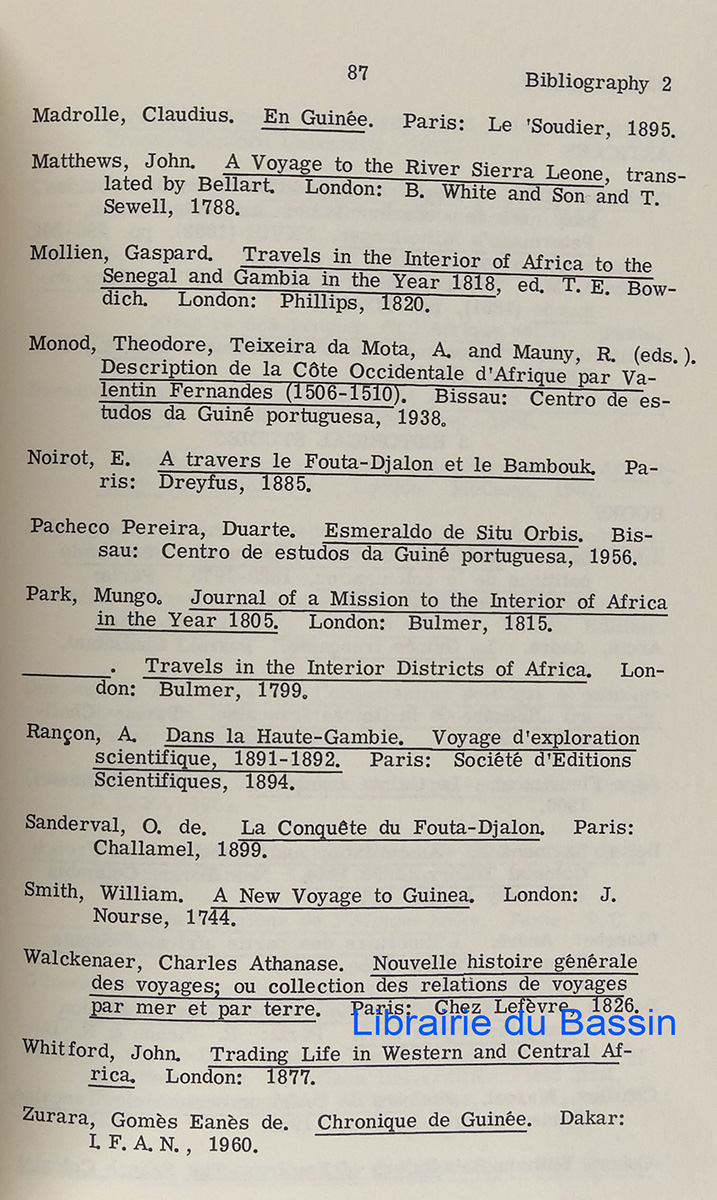 87
Bibliography 2
Madrolle, Claudius. En Guinée. Paris: Le 'Soudier, 1895.
Matthews, John. A Voyage to the River Sierra Leone, trans-
lated by Bellart. London: B. White and Son and T.
Sewell, 1788.
Mollien, Gaspard. Travels in the Interior of Africa to the
Senegal and Gambia in the Year 1818, ed. T. E. Bow-
dich. London: Phillips, 1820.
Monod, Theodore, Teixeira da Mota, A. and Mauny, R. (eds.).
Description de la Côte Occidentale d'Afrique par Va-
lentin Fernandes (1506-1510). Bissau: Centro de es-
tudos da Guiné portuguesa, 1938.
Noirot, E. A travers le Fouta-Djalon et le Bambouk. Pa-
ris: Dreyfus, 1885.
Pacheco Pereira, Duarte. Esmeraldo de Situ Orbis. Bis-
sau: Centro de estudos da Guiné portuguesa, 1956.
Park, Mungo. Journal of a Mission to the Interior of Africa
in the Year 1805. London: Bulmer, 1815.
______. Travels in the Interior Districts of Africa. Lon-
don: Bulmer, 1799.
Rançon, A. Dans la Haute-Gambie. Voyage d'exploration
scientifique, 1891-1892. Paris: Société d'Editions
Scientifiques, 1894.
Sanderval, O. de. La Conquête du Fouta-Djalon. Paris:
Challamel, 1899.
Smith, William. A New Voyage to Guinea. London: J.
Nourse, 1744.
Walckenaer, Charles Athanase. Nouvelle histoire générale
des voyages; ou collection des relations de voyages
par mer et par terre. Paris: Chez Lefèvre, 1826.
Librairie du Bassin
Whitford, John. Trading Life in Western and Central Af-
rica. London: 1877.
Zurara, Gomès Eanès de. Chronique de Guinée. Dakar:
I. F. A. N., 1960.